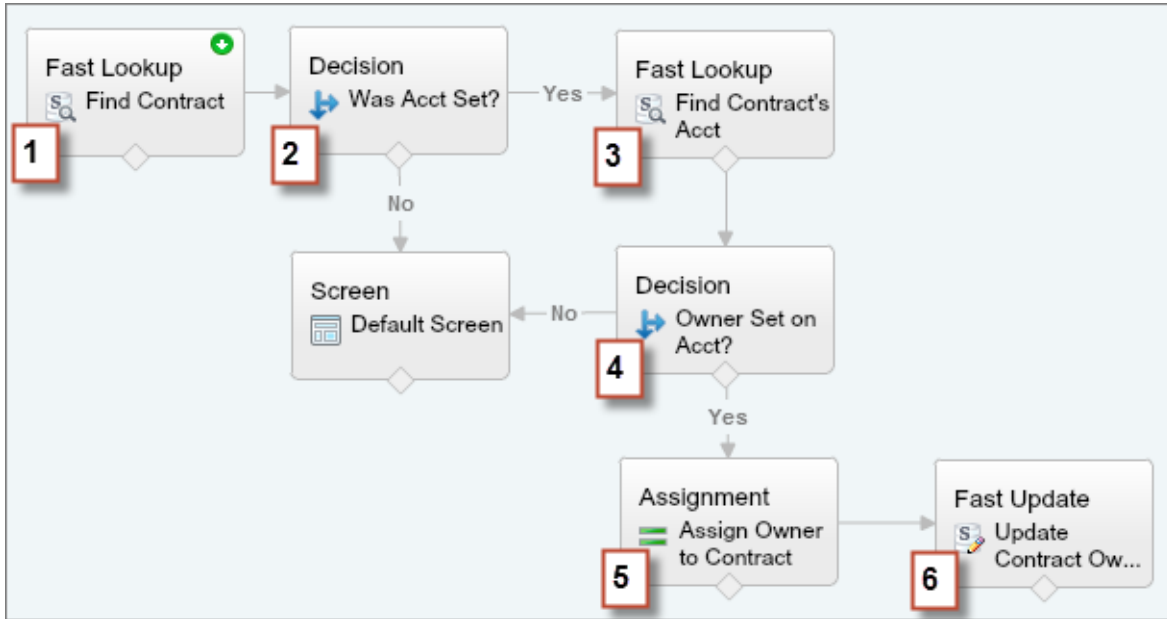 Fast Lookup
Find Contract
1
Decision
Was Acct Set?
2
Yes
Fast Lookup
Find Contract's
Acct
3
No
Screen
Default Screen
No
Decision
Owner Set on
Acct?
4
Yes
Assignment
Assign Owner
to Contract
5
Fast Update
Update
Contract Ow...
6